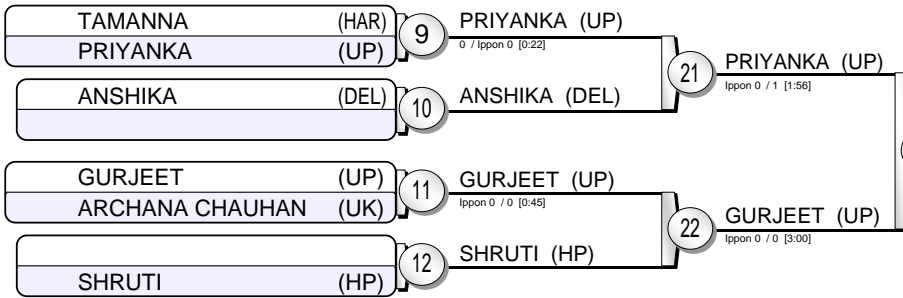 TAMANNA (HAR)
PRIYANKA (UP)
9
PRIYANKA (UP)
0 / Ippon 0 [0:22]
21
PRIYANKA (UP)
Ippon 0 / 1 [1:56]
ANSHIKA (DEL)
10
ANSHIKA (DEL)
GURJEET (UP)
ARCHANA CHAUHAN (UK)
11
GURJEET (UP)
Ippon 0 / 0 [0:45]
22
GURJEET (UP)
Ippon 0 / 0 [3:00]
SHRUTI (HP)
12
SHRUTI (HP)